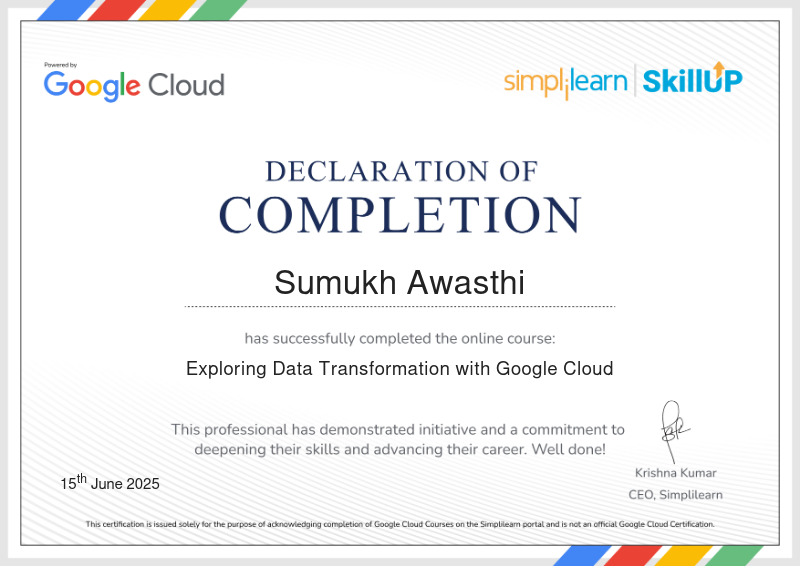 Powered by
Google Cloud
simplilearn | SkillUP
DECLARATION OF
COMPLETION
Sumukh Awasthi
has successfully completed the online course:
Exploring Data Transformation with Google Cloud
This professional has demonstrated initiative and a commitment to
deepening their skills and advancing their career. Well done!
15th June 2025
Krishna Kumar
CEO, Simplilearn
This certification is issued solely for the purpose of acknowledging completion of Google Cloud Courses on the Simplilearn portal and is not an official Google Cloud Certification.